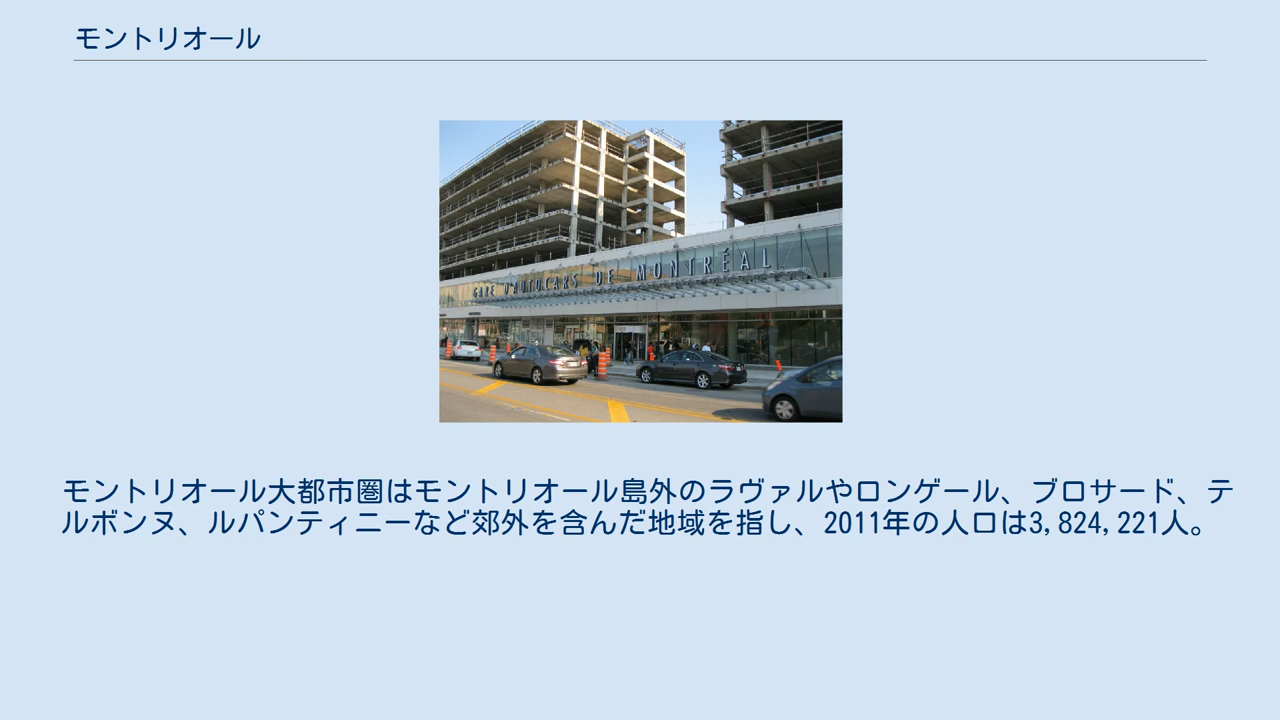 モントリオール
GARE D'AUTOCARS DE MONTRÉAL
モントリオール大都市圏はモントリオール島外のラヴァルやロンゲール、ブロサード、テ
ルボンヌ、ルパンティニーなど郊外を含んだ地域を指し、2011年の人口は3,824,221人。